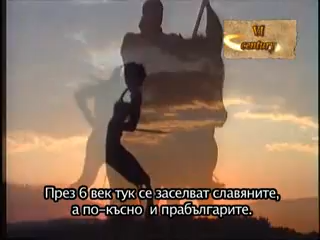 VI
century
През 6 век тук се заселват славяните,
а по-късно и прабългарите.